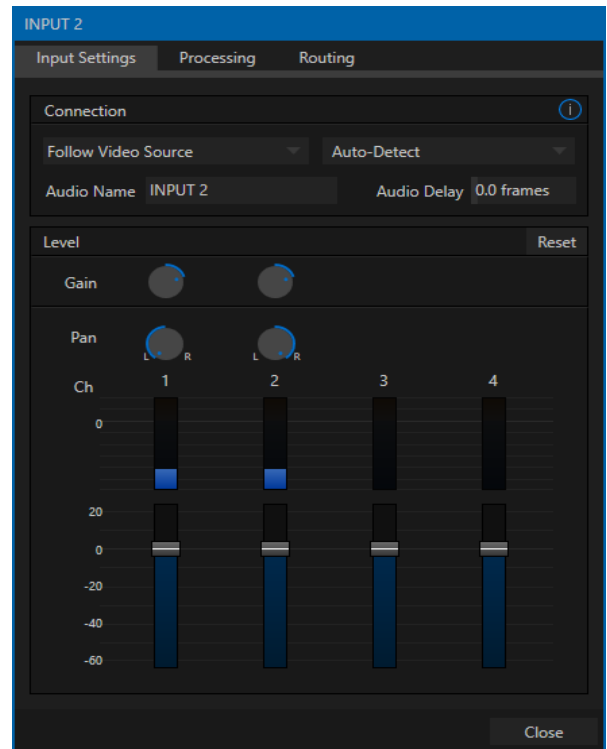 INPUT 2
Input Settings Processing Routing
Connection i
Follow Video Source Auto-Detect
Audio Name INPUT 2 Audio Delay 0.0 frames
Level Reset
Gain
Pan
L R L R
Ch 1 2 3 4
0
20
0
-20
-40
-60
Close